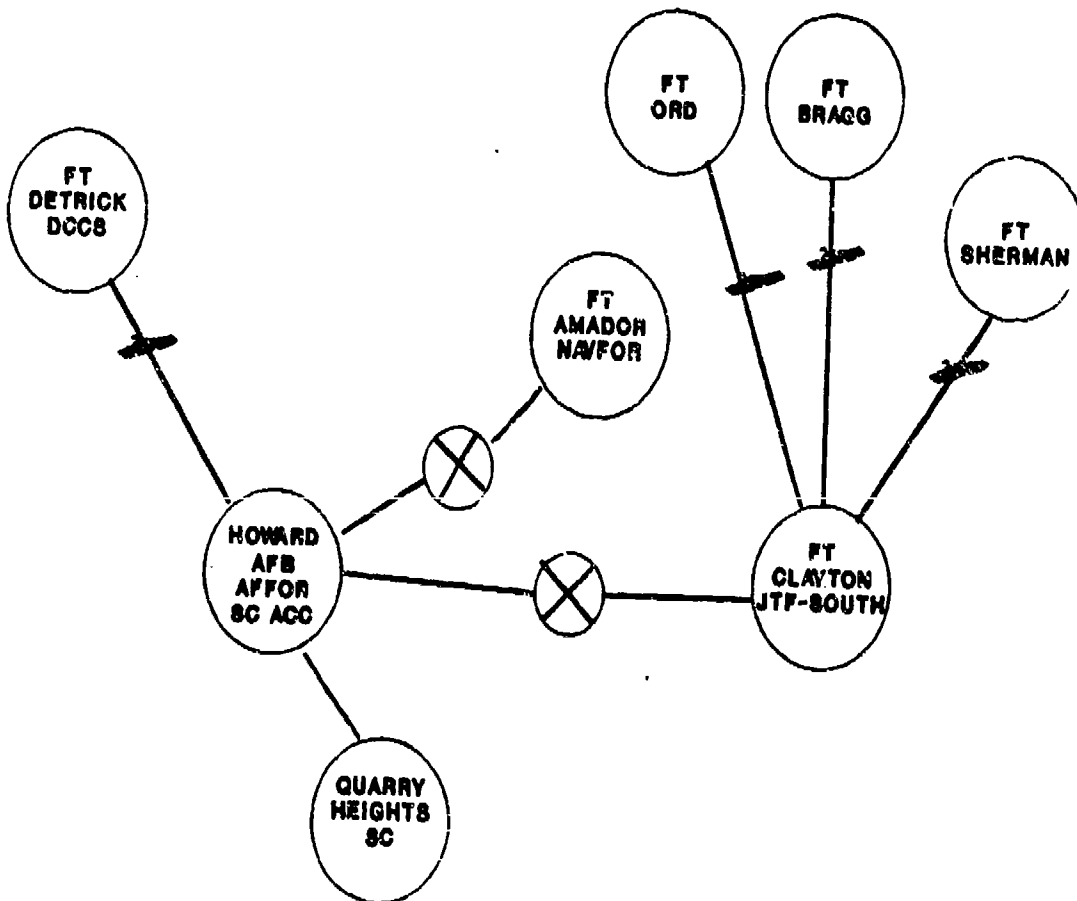 FT
ORD
FT
BRAGG
FT
DETRICK
DCCS
FT
SHERMAN
FT
AMADOR
NAVFOR
HOWARD
AFB
AFFOR
SC ACC
FT
CLAYTON
JTF-SOUTH
QUARRY
HEIGHTS
SC